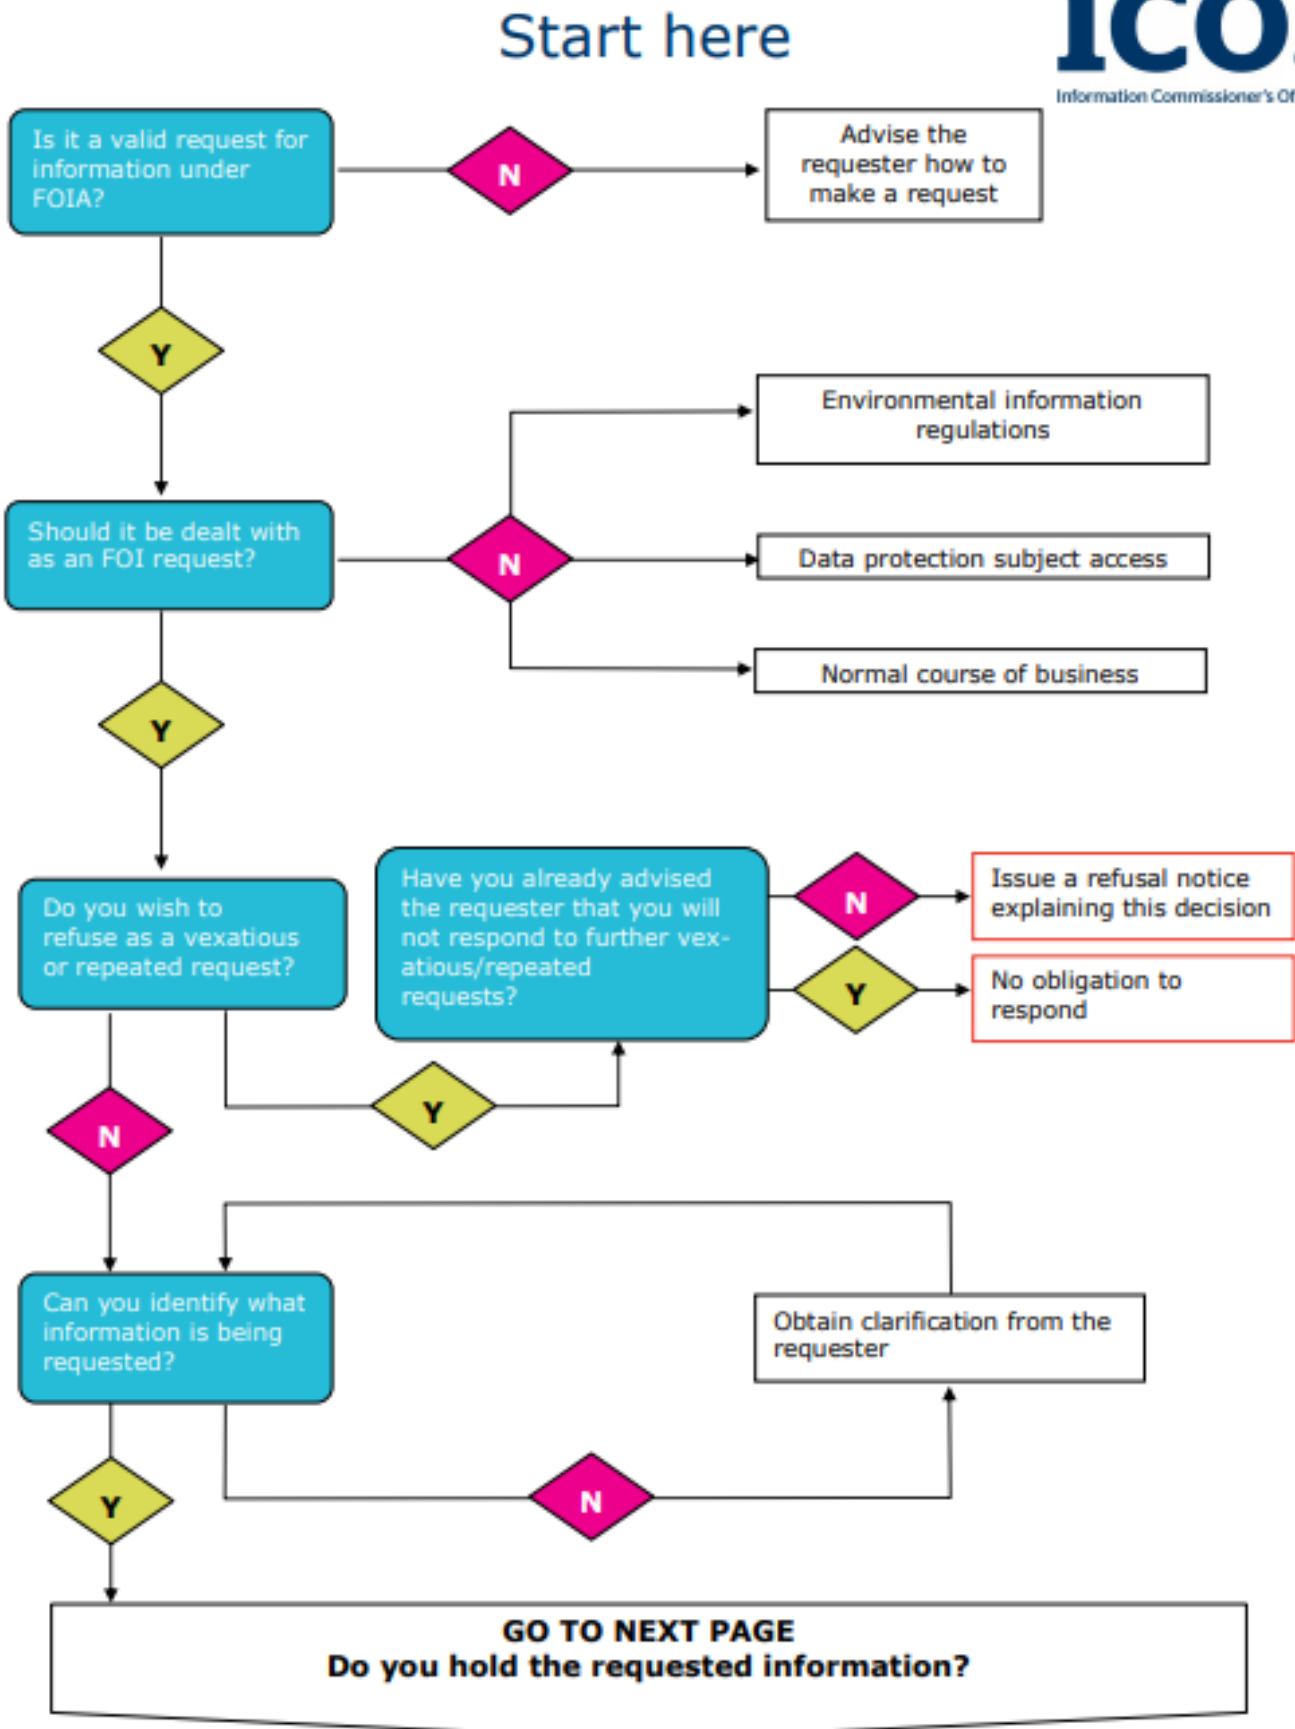 Start here
ico.
Information Commissioner's Of
Is it a valid request for
information under
FOIA?
N
Advise the
requester how to
make a request
Y
Environmental information
regulations
Should it be dealt with
as an FOI request?
N
Data protection subject access
Normal course of business
Y
Do you wish to
refuse as a vexatious
or repeated request?
Have you already advised
the requester that you will
not respond to further vex-
atious/repeated
requests?
N
Issue a refusal notice
explaining this decision
Y
No obligation to
respond
Y
N
Can you identify what
information is being
requested?
Obtain clarification from the
requester
Y
N
GO TO NEXT PAGE
Do you hold the requested information?